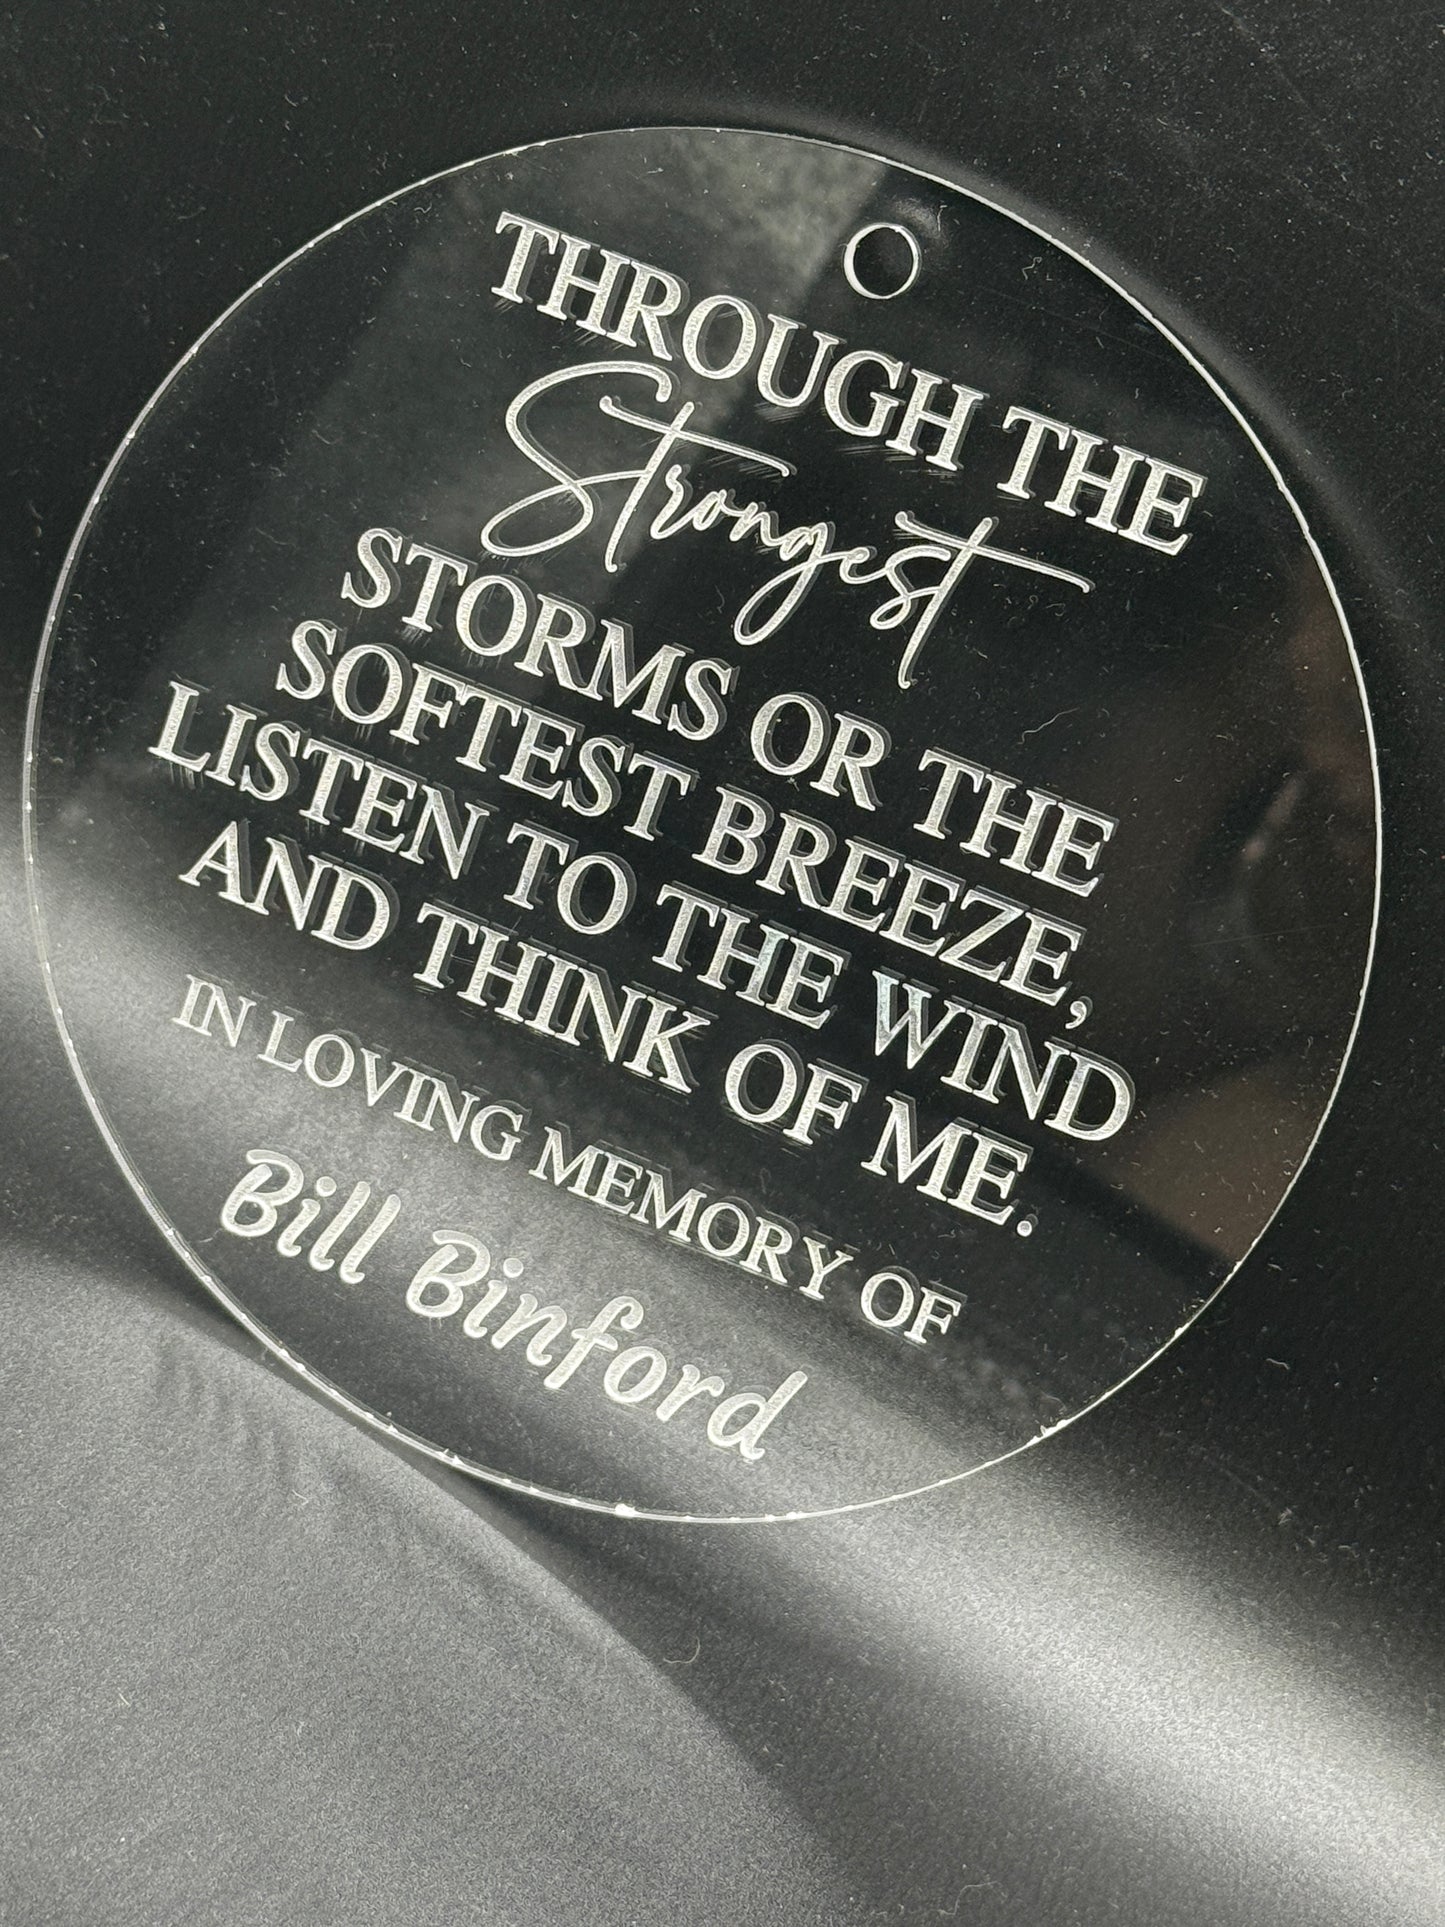 THROUGH THE
Strongest
STORMS OR THE
SOFTEST BREEZE,
LISTEN TO THE WIND
AND THINK OF ME.
IN LOVING MEMORY OF
Bill Binford